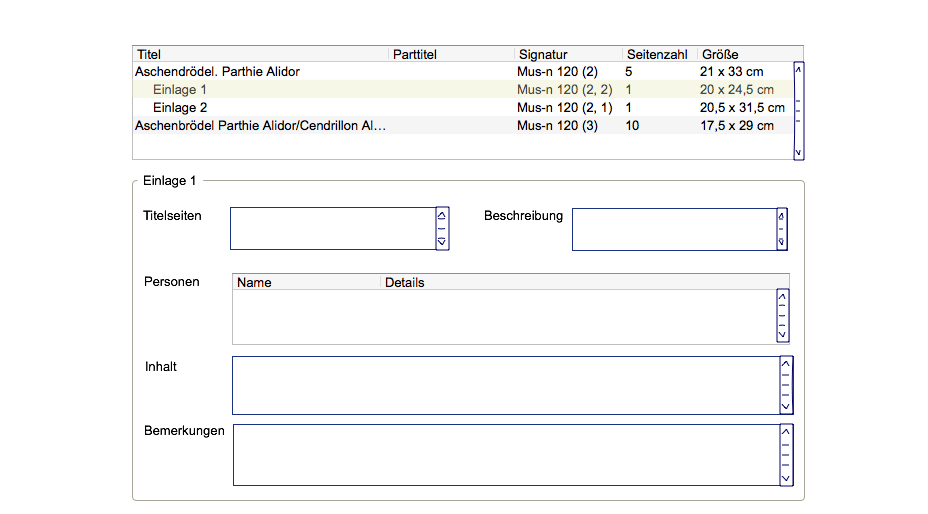 Titel Parttitel Signatur Seitenzahl Größe
Aschendrödel. Parthie Alidor Mus-n 120 (2) 5 21 x 33 cm
Einlage 1 Mus-n 120 (2, 2) 1 20 x 24,5 cm
Einlage 2 Mus-n 120 (2, 1) 1 20,5 x 31,5 cm
Aschenbrödel Parthie Alidor/Cendrillon Al... Mus-n 120 (3) 10 17,5 x 29 cm
Einlage 1
Titelseiten Beschreibung
Personen Name Details
Inhalt
Bemerkungen